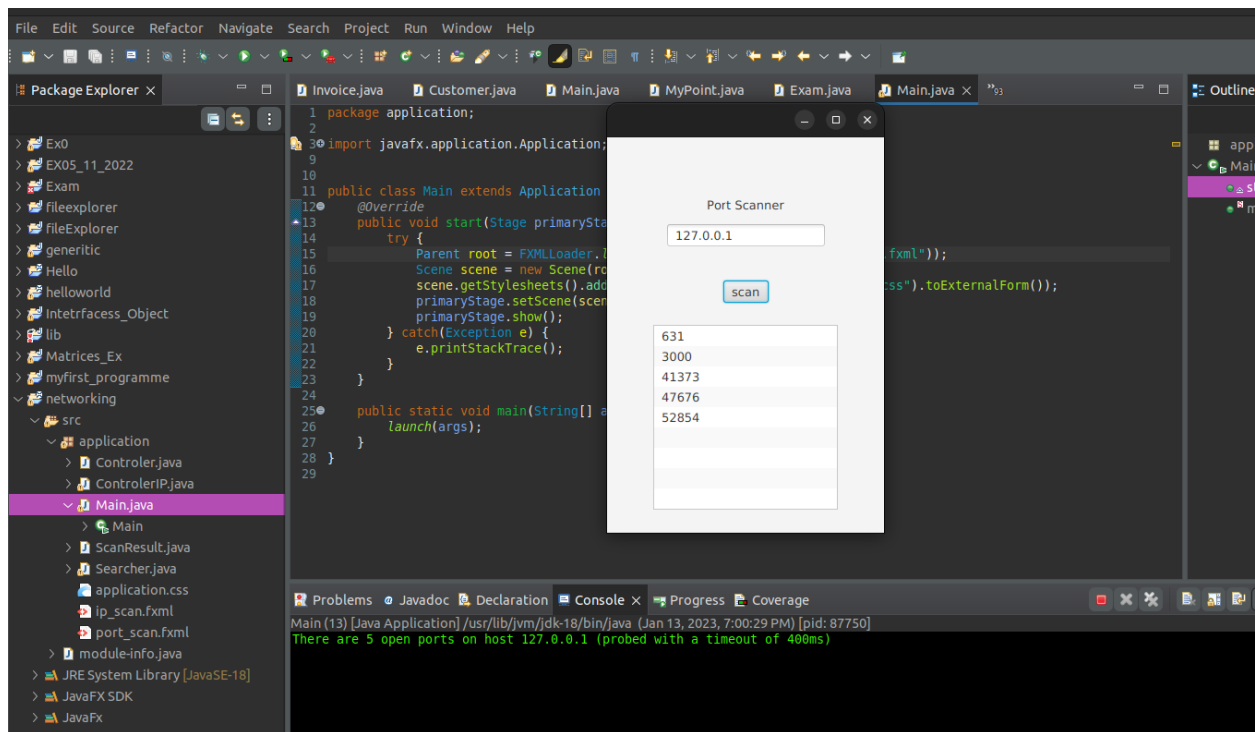 File Edit Source Refactor Navigate Search Project Run Window Help
Package Explorer
Ex0
EX05_11_2022
Exam
fileexplorer
fileExplorer
generitic
Hello
helloworld
Intetrfacess_Object
lib
Matrices_Ex
myfirst_programme
networking
src
application
Controler.java
ControlerIP.java
Main.java
Main
ScanResult.java
Searcher.java
application.css
ip_scan.fxml
port_scan.fxml
module-info.java
JRE System Library [JavaSE-18]
JavaFX SDK
JavaFx
Invoice.java Customer.java Main.java MyPoint.java Exam.java Main.java 93
1 package application;
2
3 import javafx.application.Application;
9
10
11 public class Main extends Application
12 @Override
13 public void start(Stage primarySta
14 try {
15 Parent root = FXMLLoader.l .fxml"));
16 Scene scene = new Scene(ro
17 scene.getStylesheets().add css").toExternalForm());
18 primaryStage.setScene(scen
19 primaryStage.show();
20 } catch(Exception e) {
21 e.printStackTrace();
22 }
23 }
24
25 public static void main(String[] a
26 launch(args);
27 }
28 }
29
Port Scanner
127.0.0.1
scan
631
3000
41373
47676
52854
Outline
app
Mai
st
m
Problems Javadoc Declaration Console Progress Coverage
Main (13) [Java Application] /usr/lib/jvm/jdk-18/bin/java (Jan 13, 2023, 7:00:29 PM) [pid: 87750]
There are 5 open ports on host 127.0.0.1 (probed with a timeout of 400ms)